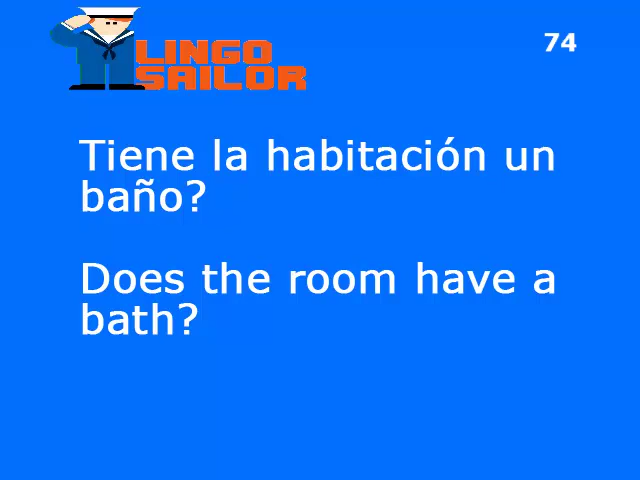 LINGO
SAILOR
74
Tiene la habitación un
baño?
Does the room have a
bath?